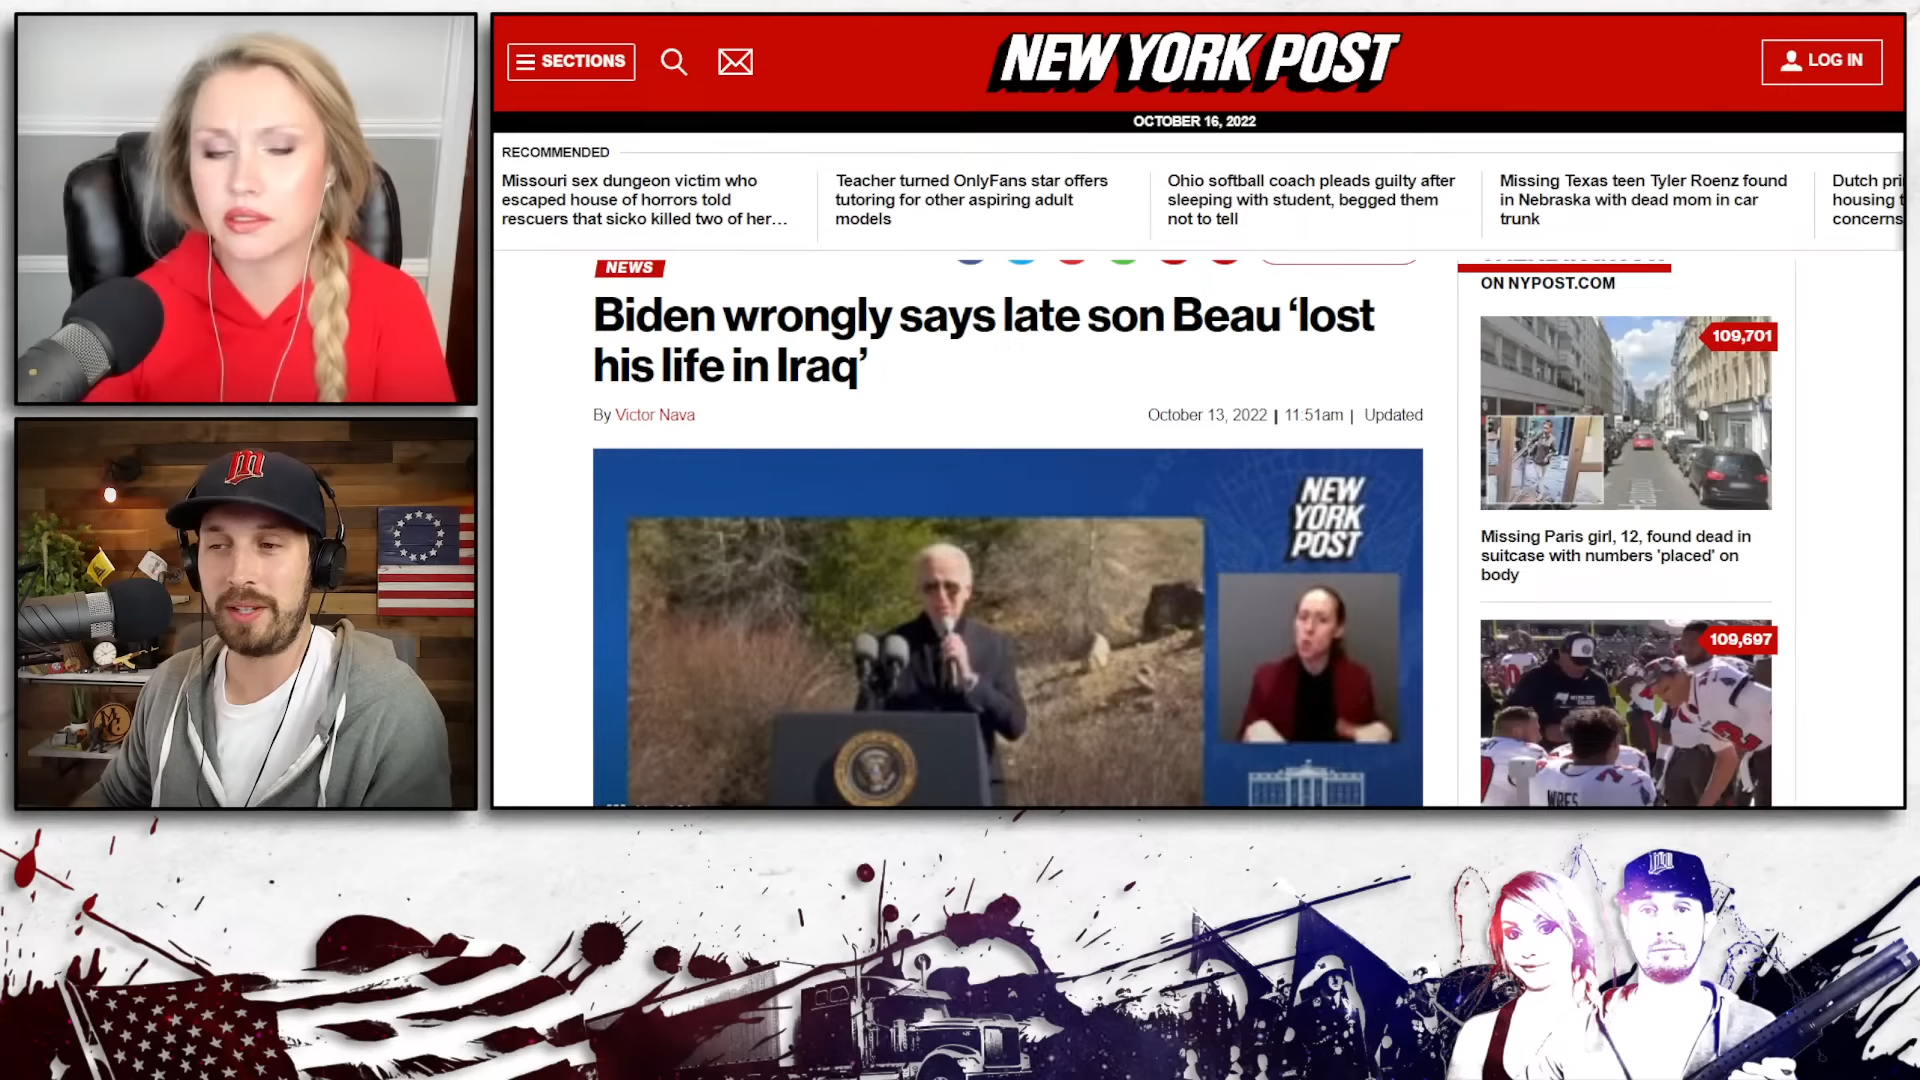 SECTIONS
NEW YORK POST
LOG IN
OCTOBER 16, 2022
RECOMMENDED
Missouri sex dungeon victim who
escaped house of horrors told
rescuers that sicko killed two of her...
Teacher turned OnlyFans star offers
tutoring for other aspiring adult
models
Ohio softball coach pleads guilty after
sleeping with student, begged them
not to tell
Missing Texas teen Tyler Roenz found
in Nebraska with dead mom in car
trunk
Dutch pri
housing
concerns
NEWS
Biden wrongly says late son Beau ‘lost
his life in Iraq’
By Victor Nava
October 13, 2022 | 11:51am | Updated
NEW
YORK
POST
ON NYPOST.COM
109,701
Missing Paris girl, 12, found dead in
suitcase with numbers 'placed' on
body
109,697